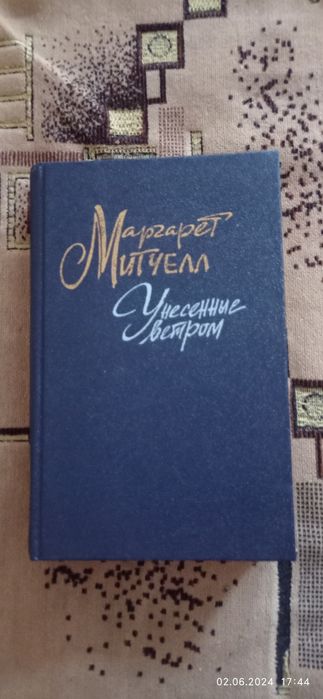 Маргарет
Митчелл
Унесенные
ветром
02.06.2024 17:44